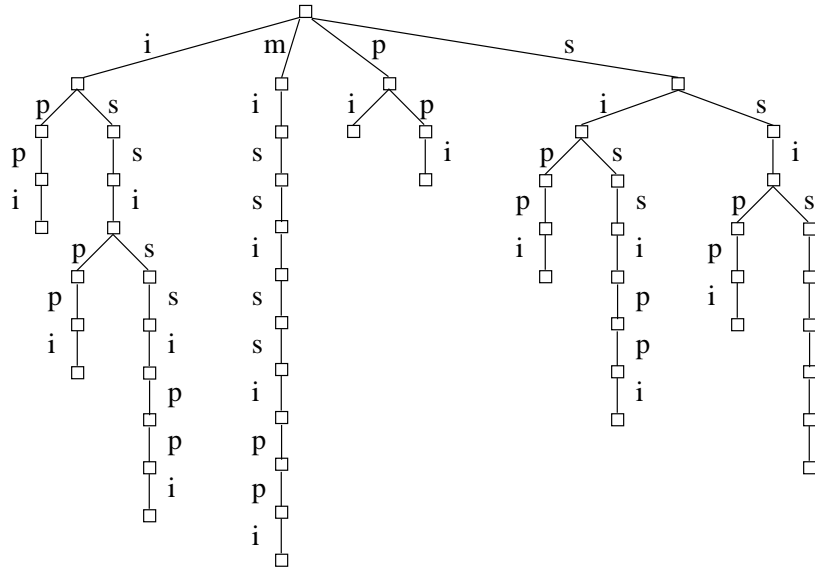 i m p s
p s i i p i s
p s s i p s i
i i s p s p s
p s i i i p
p s s p i
i i s p
p i i
p p
i p
i